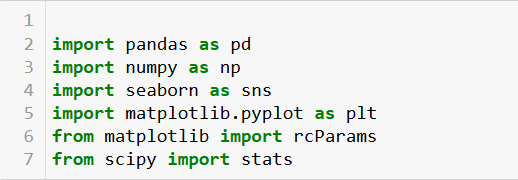 1
2 import pandas as pd
3 import numpy as np
4 import seaborn as sns
5 import matplotlib.pyplot as plt
6 from matplotlib import rcParams
7 from scipy import stats